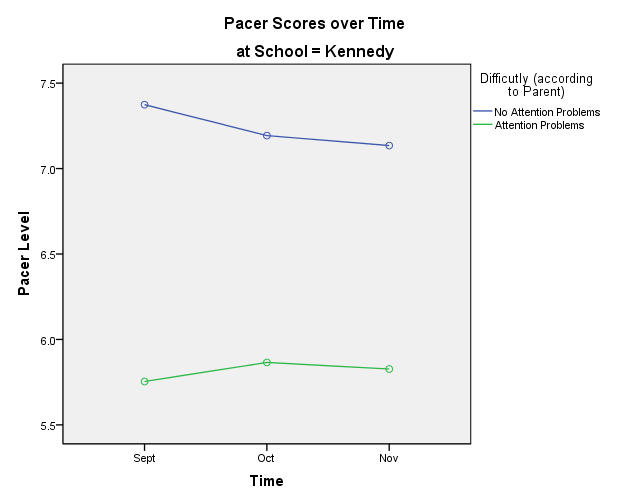 Pacer Scores over Time
at School = Kennedy
Difficutly (according
to Parent)
No Attention Problems
Attention Problems
Pacer Level
7.5
7.0
6.5
6.0
5.5
Sept
Oct
Nov
Time